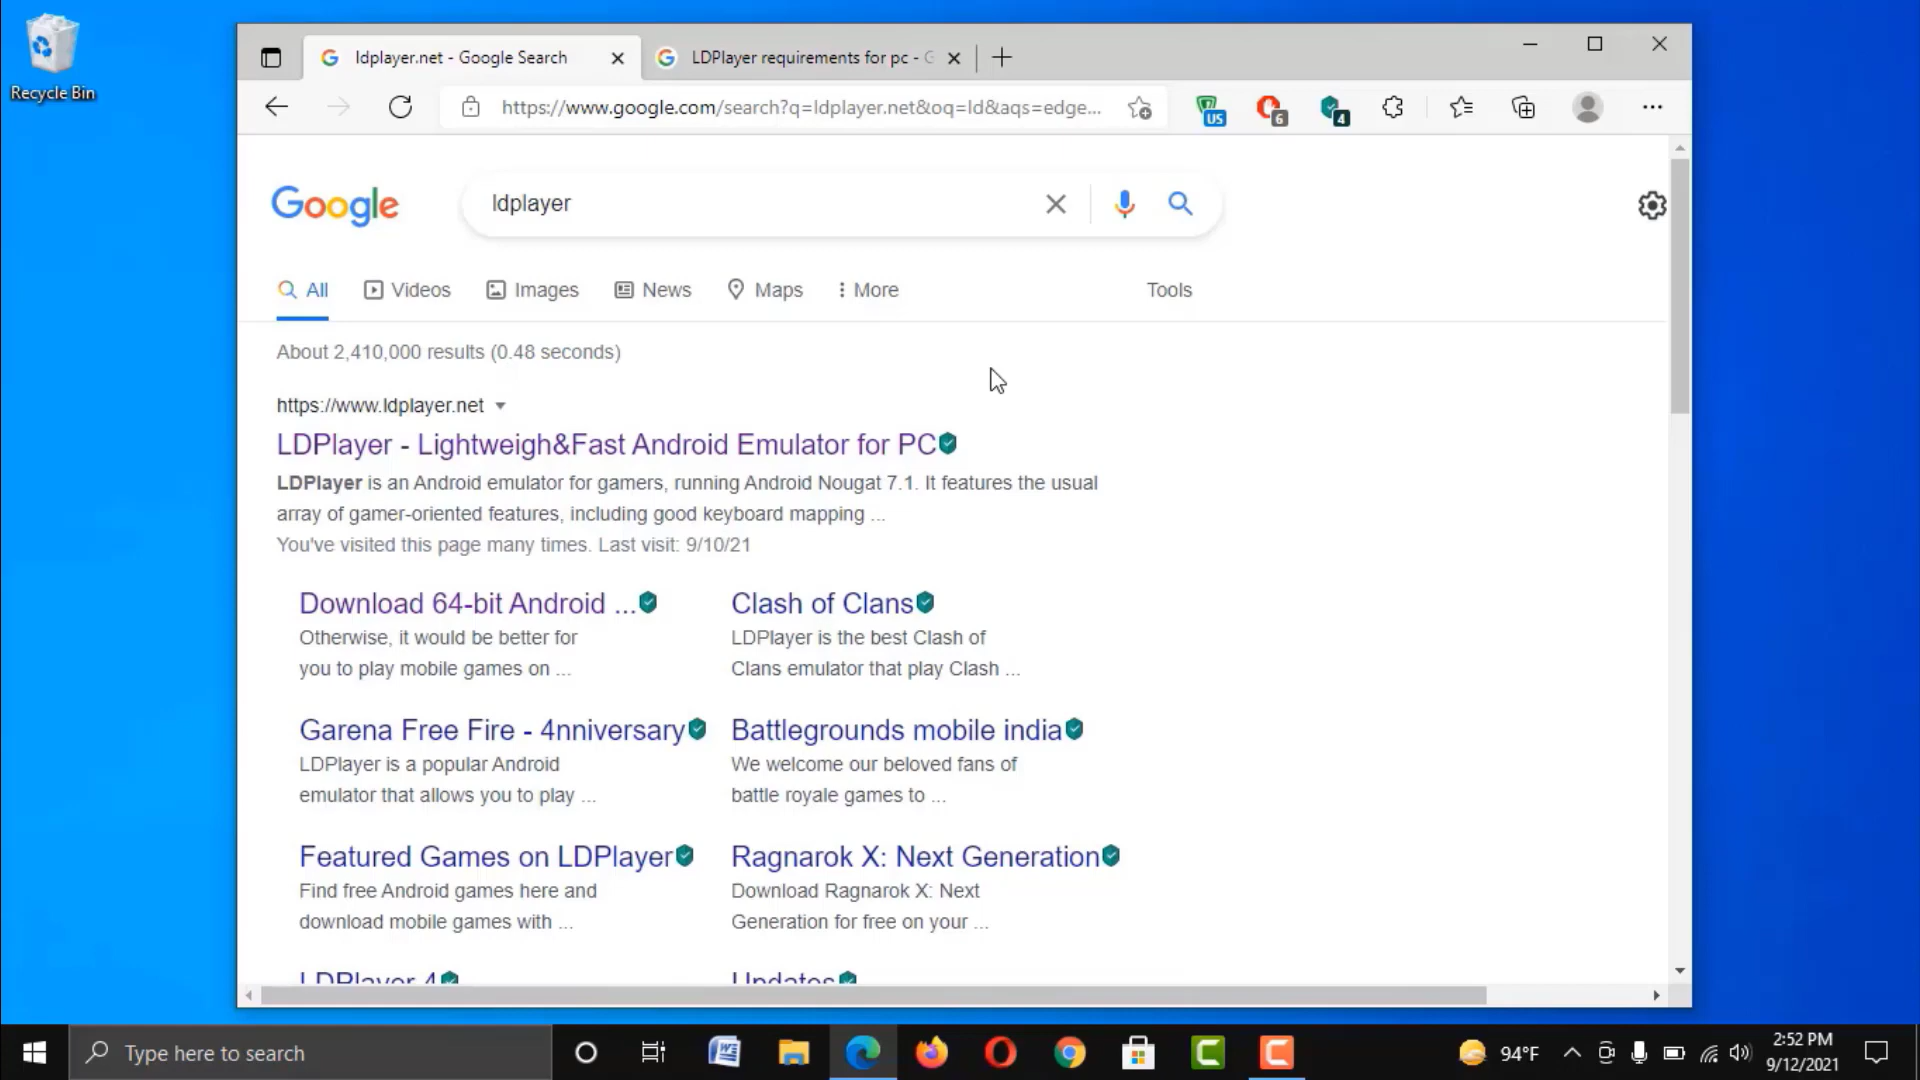 Recycle Bin
ldplayer.net - Google Search
LDPlayer requirements for pc - G
https://www.google.com/search?q=ldplayer.net&oq=ld&aqs=edge...
US
6
4
Google
ldplayer
All
Videos
Images
News
Maps
More
Tools
About 2,410,000 results (0.48 seconds)
https://www.ldplayer.net
LDPlayer - Lightweigh&Fast Android Emulator for PC
LDPlayer is an Android emulator for gamers, running Android Nougat 7.1. It features the usual
array of gamer-oriented features, including good keyboard mapping ...
You've visited this page many times. Last visit: 9/10/21
Download 64-bit Android ...
Otherwise, it would be better for
you to play mobile games on ...
Clash of Clans
LDPlayer is the best Clash of
Clans emulator that play Clash ...
Garena Free Fire - 4nniversary
LDPlayer is a popular Android
emulator that allows you to play ...
Battlegrounds mobile india
We welcome our beloved fans of
battle royale games to ...
Featured Games on LDPlayer
Find free Android games here and
download mobile games with ...
Ragnarok X: Next Generation
Download Ragnarok X: Next
Generation for free on your ...
LDPlayer 4
Updates
Type here to search
94°F
2:52 PM
9/12/2021